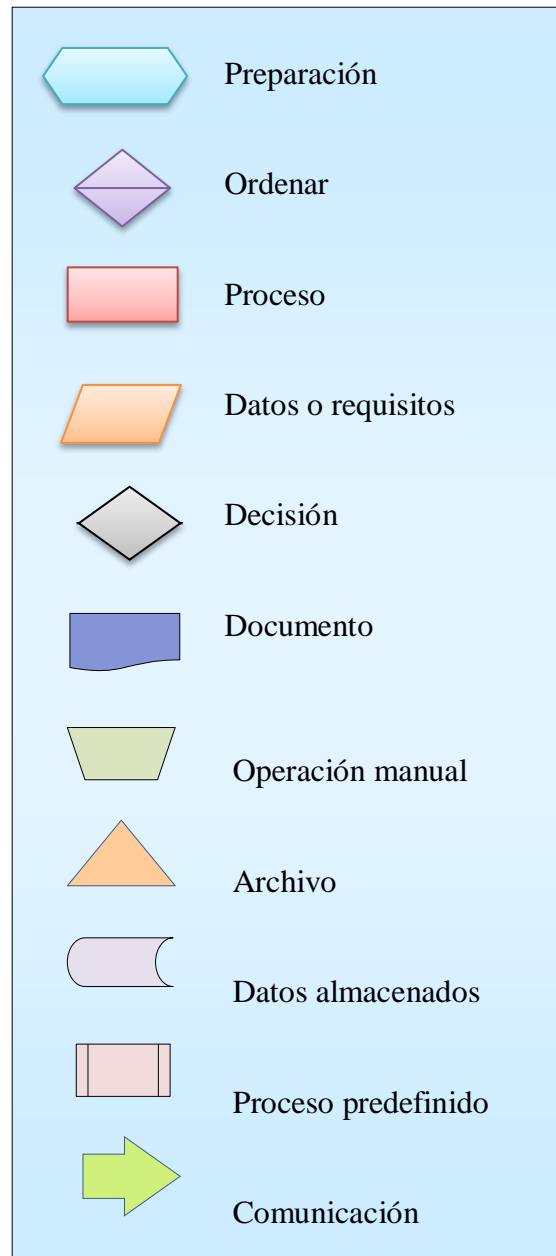 Preparación
Ordenar
Proceso
Datos o requisitos
Decisión
Documento
Operación manual
Archivo
Datos almacenados
Proceso predefinido
Comunicación